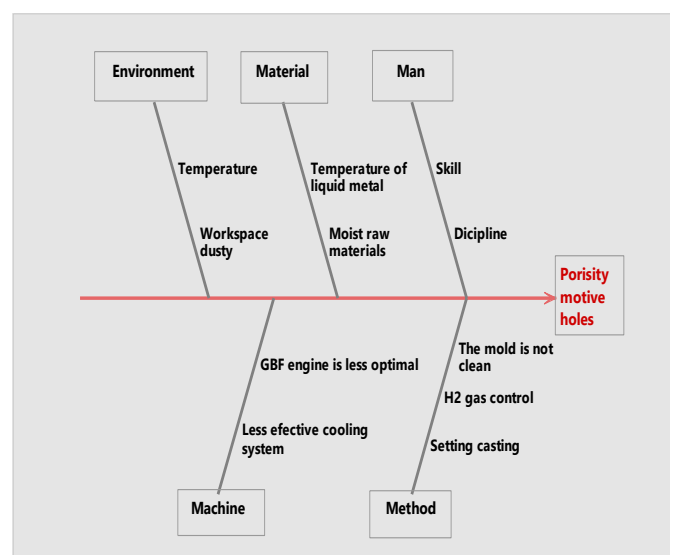 Environment
Material
Man
Temperature
Temperature of
liquid metal
Skill
Workspace
dusty
Moist raw
materials
Dicipline
Porisity
motive
holes
The mold is not
clean
GBF engine is less optimal
H2 gas control
Less efective cooling
system
Setting casting
Machine
Method